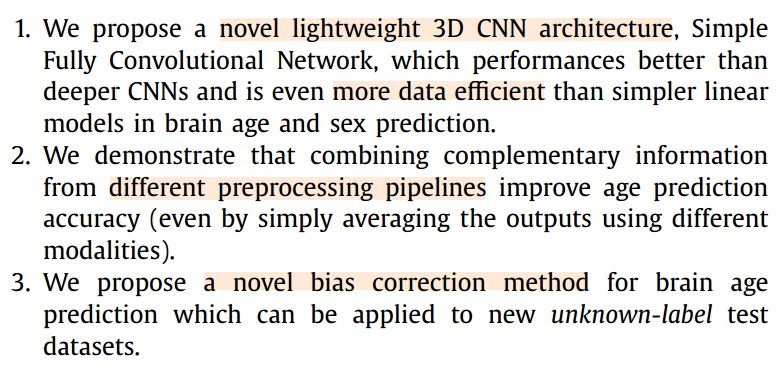 1. We propose a novel lightweight 3D CNN architecture, Simple
Fully Convolutional Network, which performances better than
deeper CNNs and is even more data efficient than simpler linear
models in brain age and sex prediction.
2. We demonstrate that combining complementary information
from different preprocessing pipelines improve age prediction
accuracy (even by simply averaging the outputs using different
modalities).
3. We propose a novel bias correction method for brain age
prediction which can be applied to new unknown-label test
datasets.